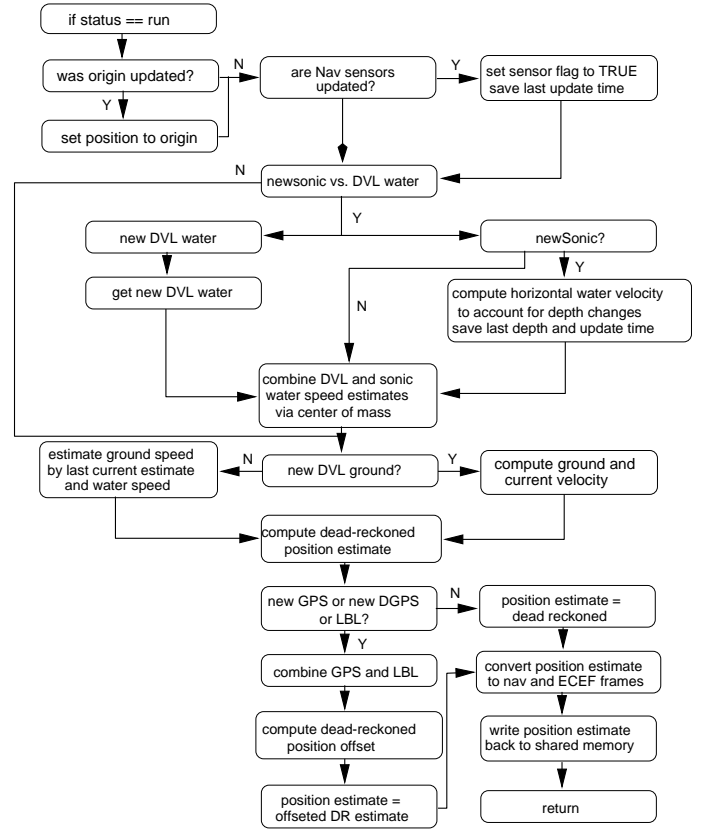 if status == run
was origin updated?
N
are Nav sensors
updated?
Y
set sensor flag to TRUE
save last update time
Y
set position to origin
N
newsonic vs. DVL water
Y
new DVL water
newSonic?
Y
get new DVL water
N
compute horizontal water velocity
to account for depth changes
save last depth and update time
combine DVL and sonic
water speed estimates
via center of mass
estimate ground speed
by last current estimate
and water speed
N
new DVL ground?
Y
compute ground and
current velocity
compute dead-reckoned
position estimate
new GPS or new DGPS
or LBL?
N
position estimate =
dead reckoned
Y
combine GPS and LBL
convert position estimate
to nav and ECEF frames
compute dead-reckoned
position offset
write position estimate
back to shared memory
position estimate =
offseted DR estimate
return